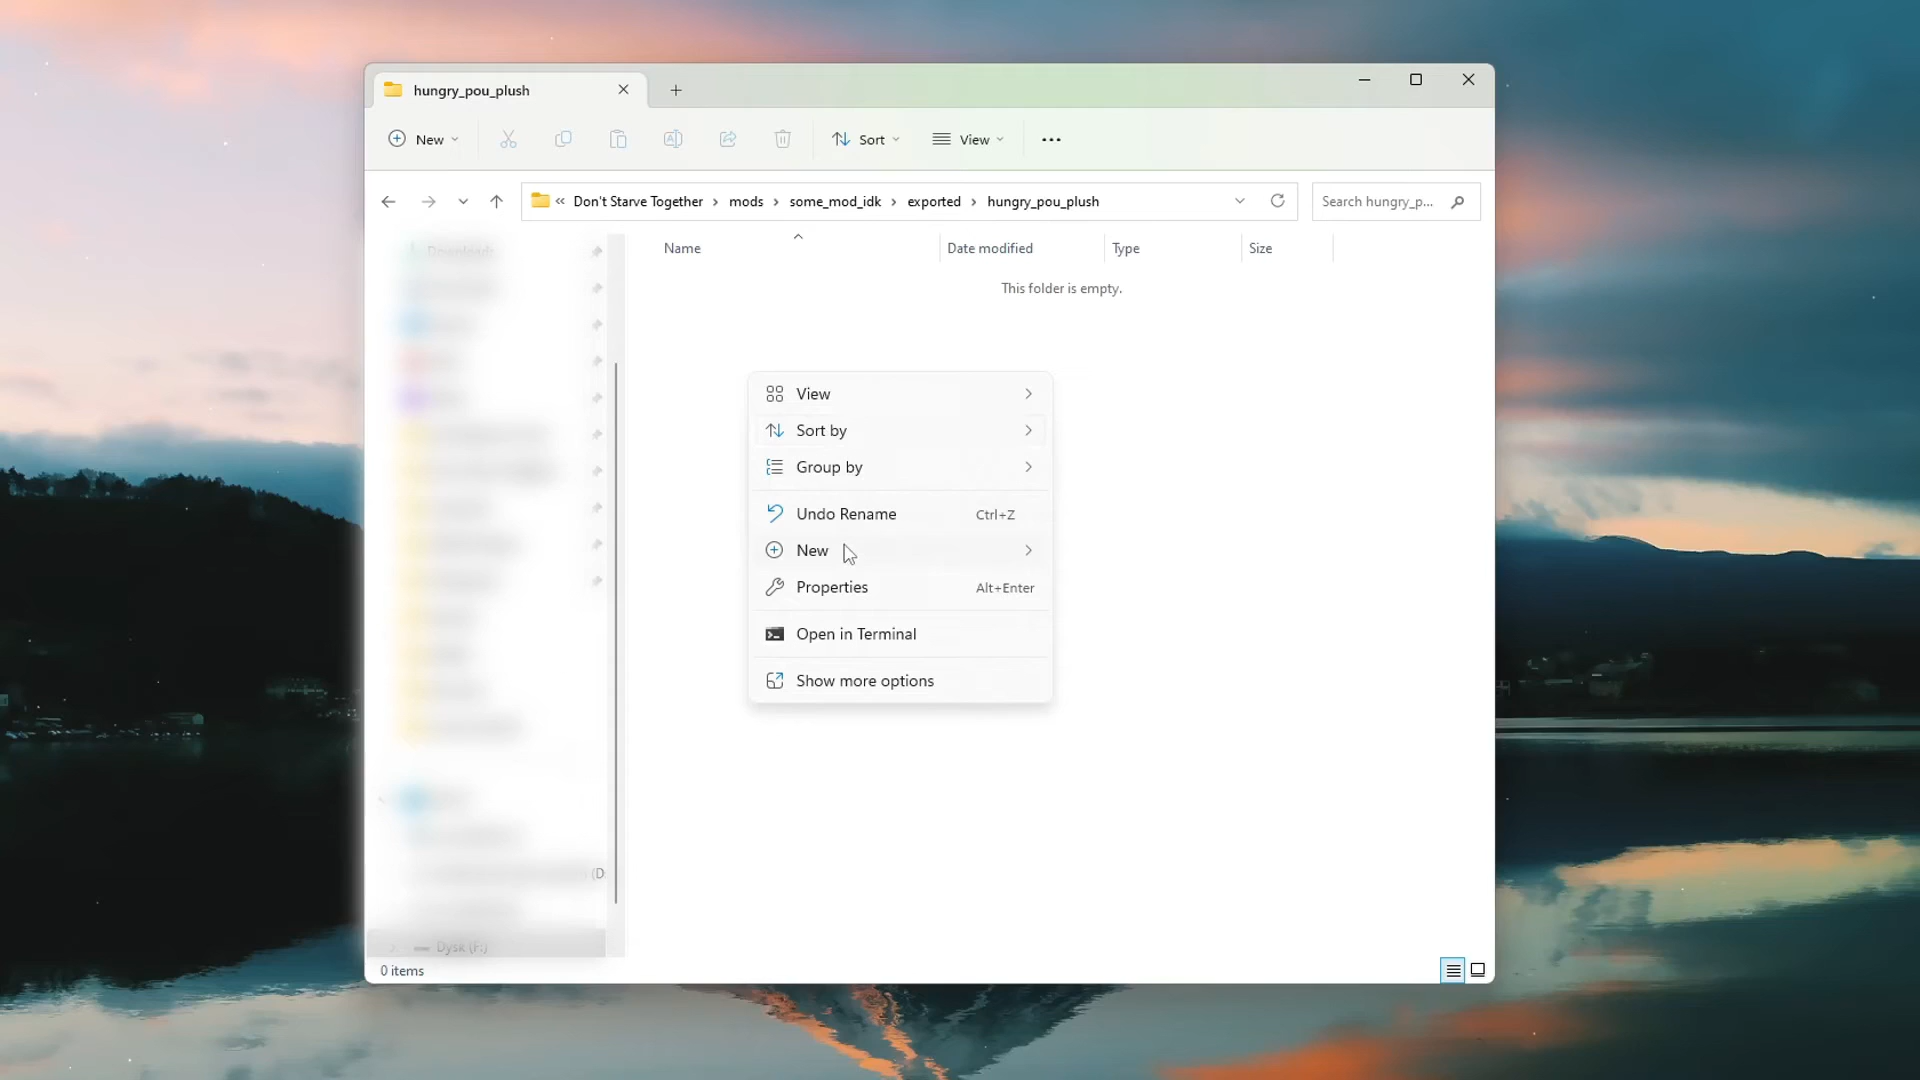 hungry_pou_plush
New
Sort
View
« Don't Starve Together › mods › some_mod_idk › exported › hungry_pou_plush
Search hungry_p...
Name
Date modified
Type
Size
This folder is empty.
Downloads
View
Sort by
Group by
Undo Rename Ctrl+Z
New
Properties Alt+Enter
Open in Terminal
Show more options
(D:
Dysk (F:)
0 items